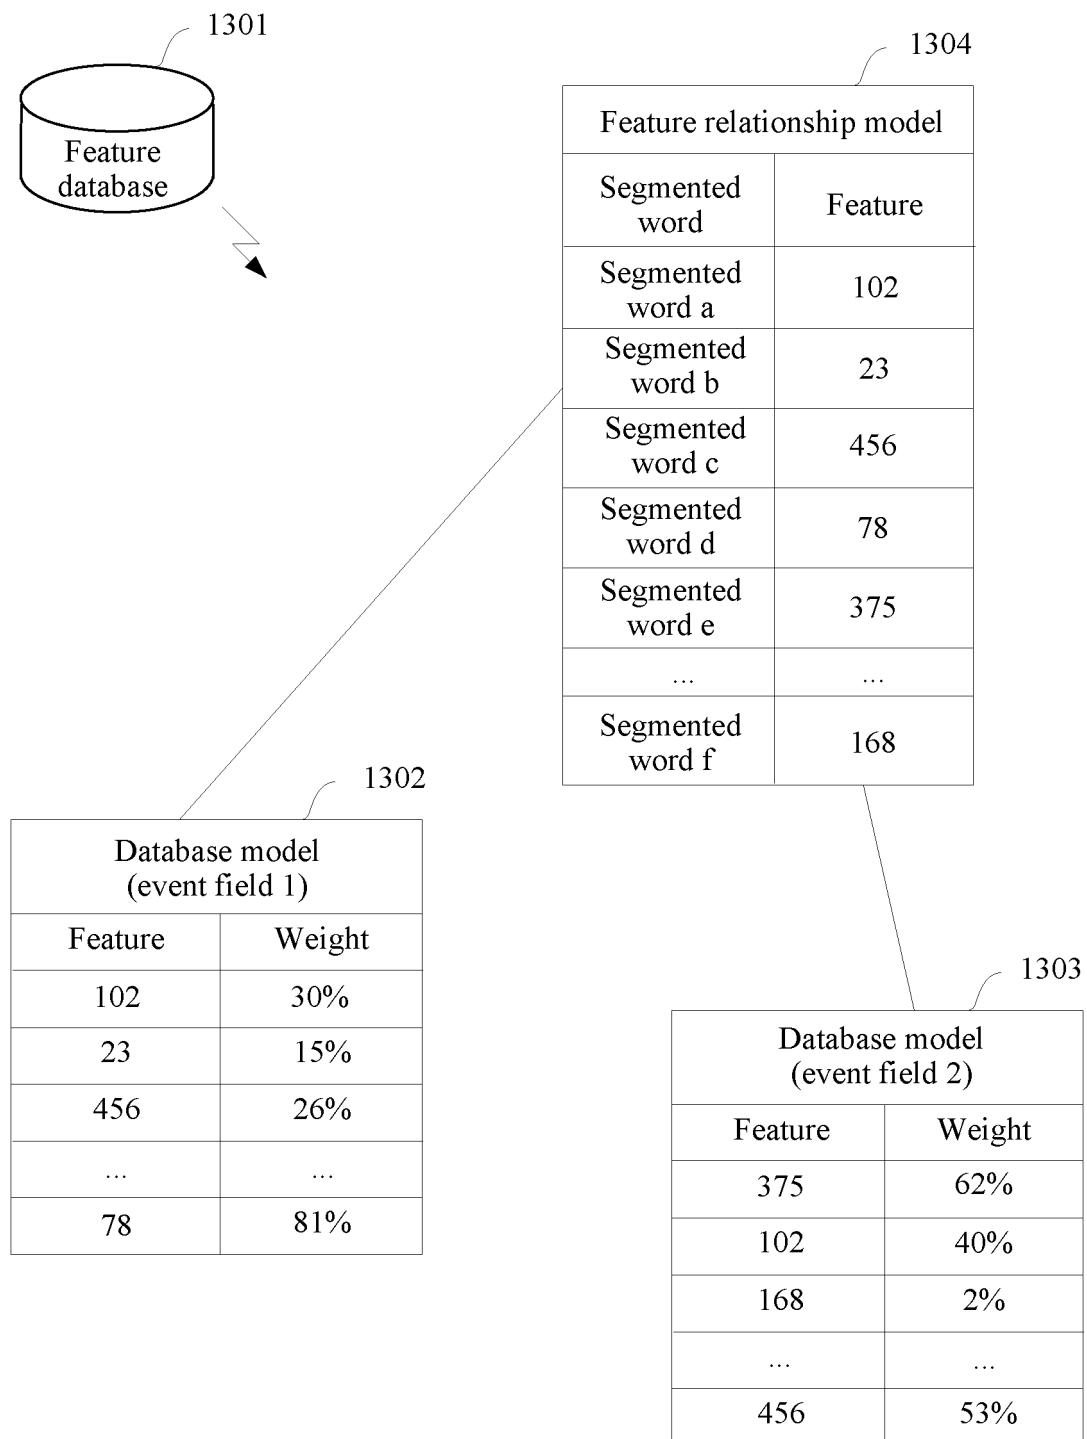 1301
Feature
database
1304
Feature relationship model
Segmented
word
Feature
Segmented
word a
102
Segmented
word b
23
Segmented
word c
456
Segmented
word d
78
Segmented
word e
375
...
...
Segmented
word f
168
1302
Database model
(event field 1)
Feature
Weight
102
30%
23
15%
456
26%
...
...
78
81%
1303
Database model
(event field 2)
Feature
Weight
375
62%
102
40%
168
2%
...
...
456
53%